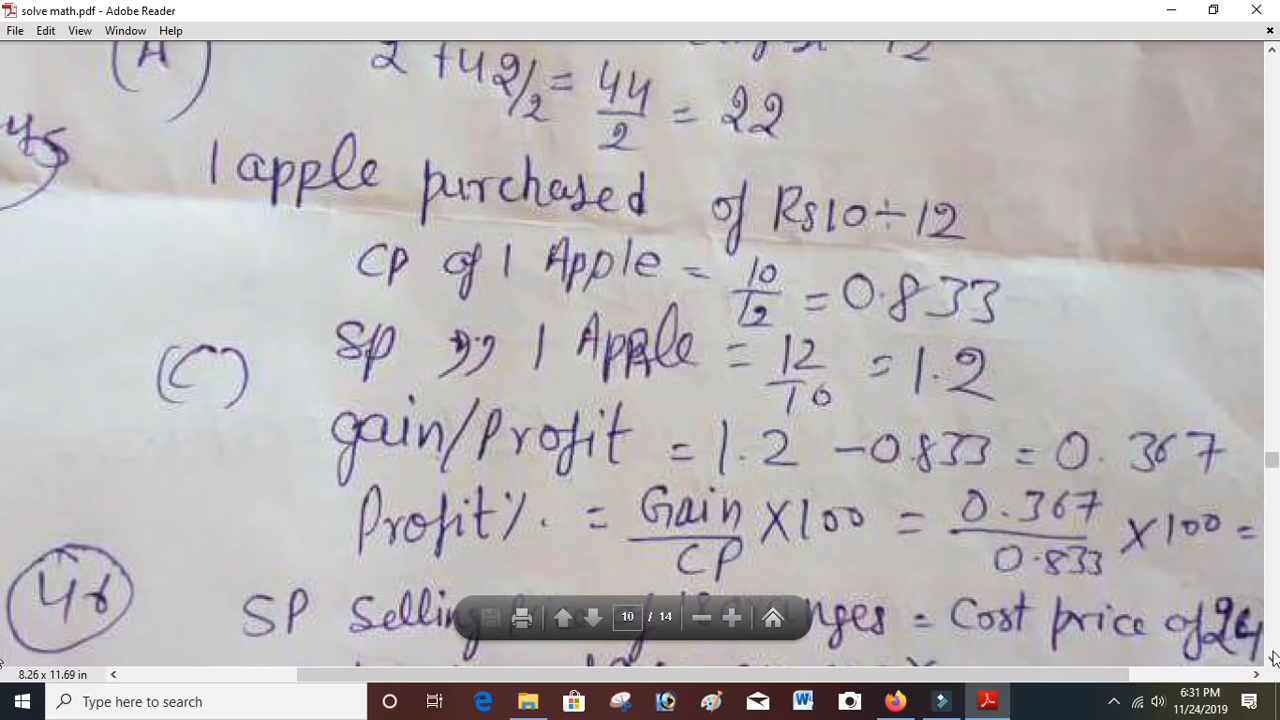 solve math.pdf - Adobe Reader
File Edit View Window Help
(A)
2 +42/2 = 44/2 = 22
45
1 apple purchased of Rs10÷12
CP of 1 Apple = 10/12 = 0.833
SP ,, 1 Apple = 12/10 = 1.2
(C)
gain/Profit = 1.2 -0.833 = 0.367
Profit%. = Gain/CP X100 = 0.367/0.833 X100 =
46
SP Selling = Cost price of 24
10 / 14
8.26 x 11.69 in
Type here to search
6:31 PM
11/24/2019